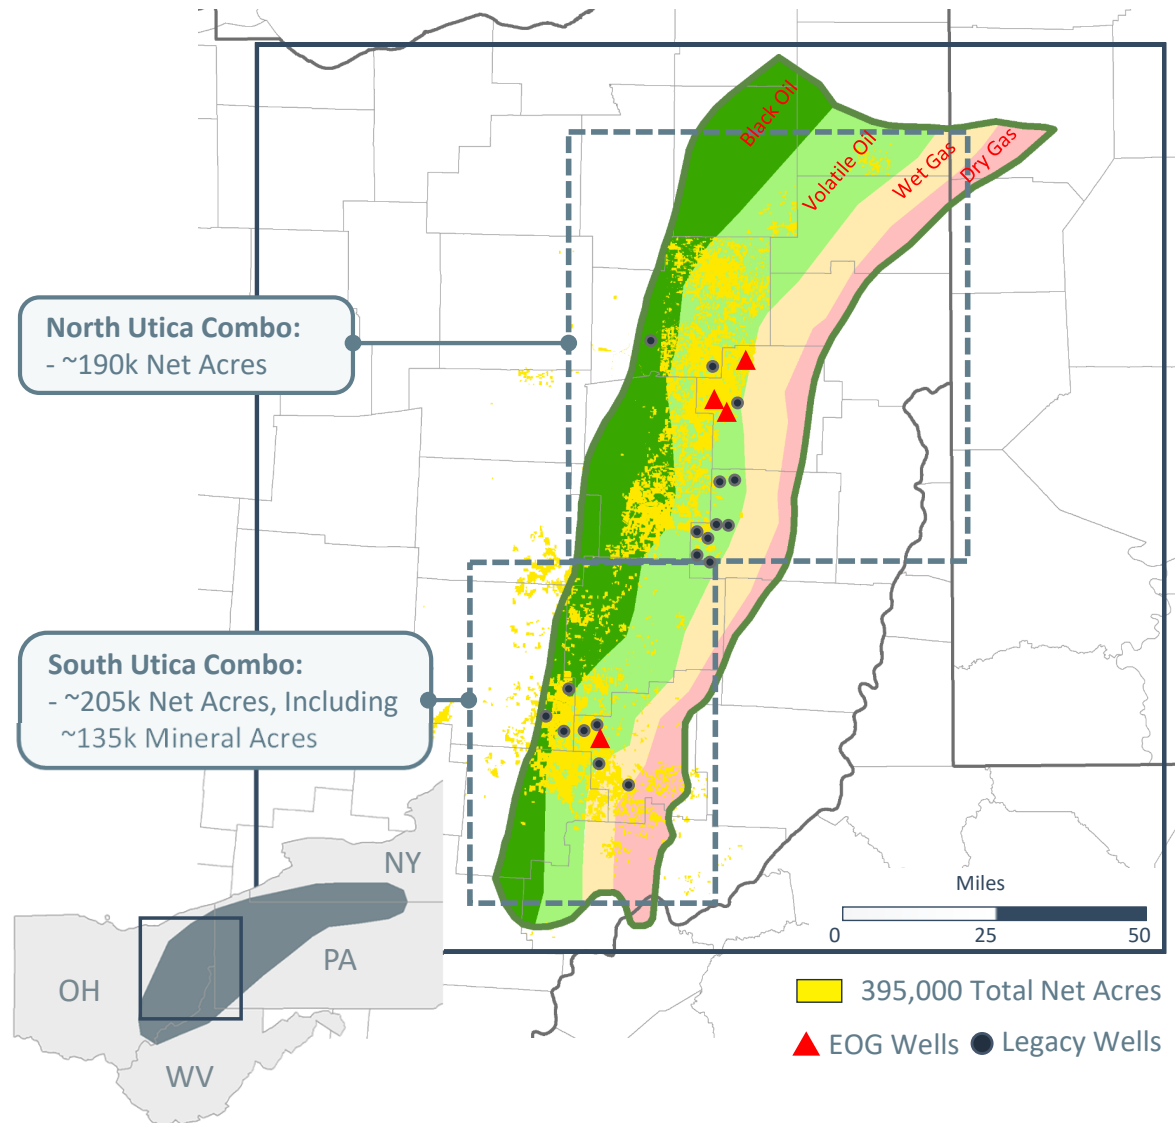 Black Oil
Volatile Oil
Wet Gas
Dry Gas
North Utica Combo:
- ~190k Net Acres
South Utica Combo:
- ~205k Net Acres, Including
~135k Mineral Acres
NY
PA
OH
WV
Miles
0 25 50
395,000 Total Net Acres
EOG Wells Legacy Wells